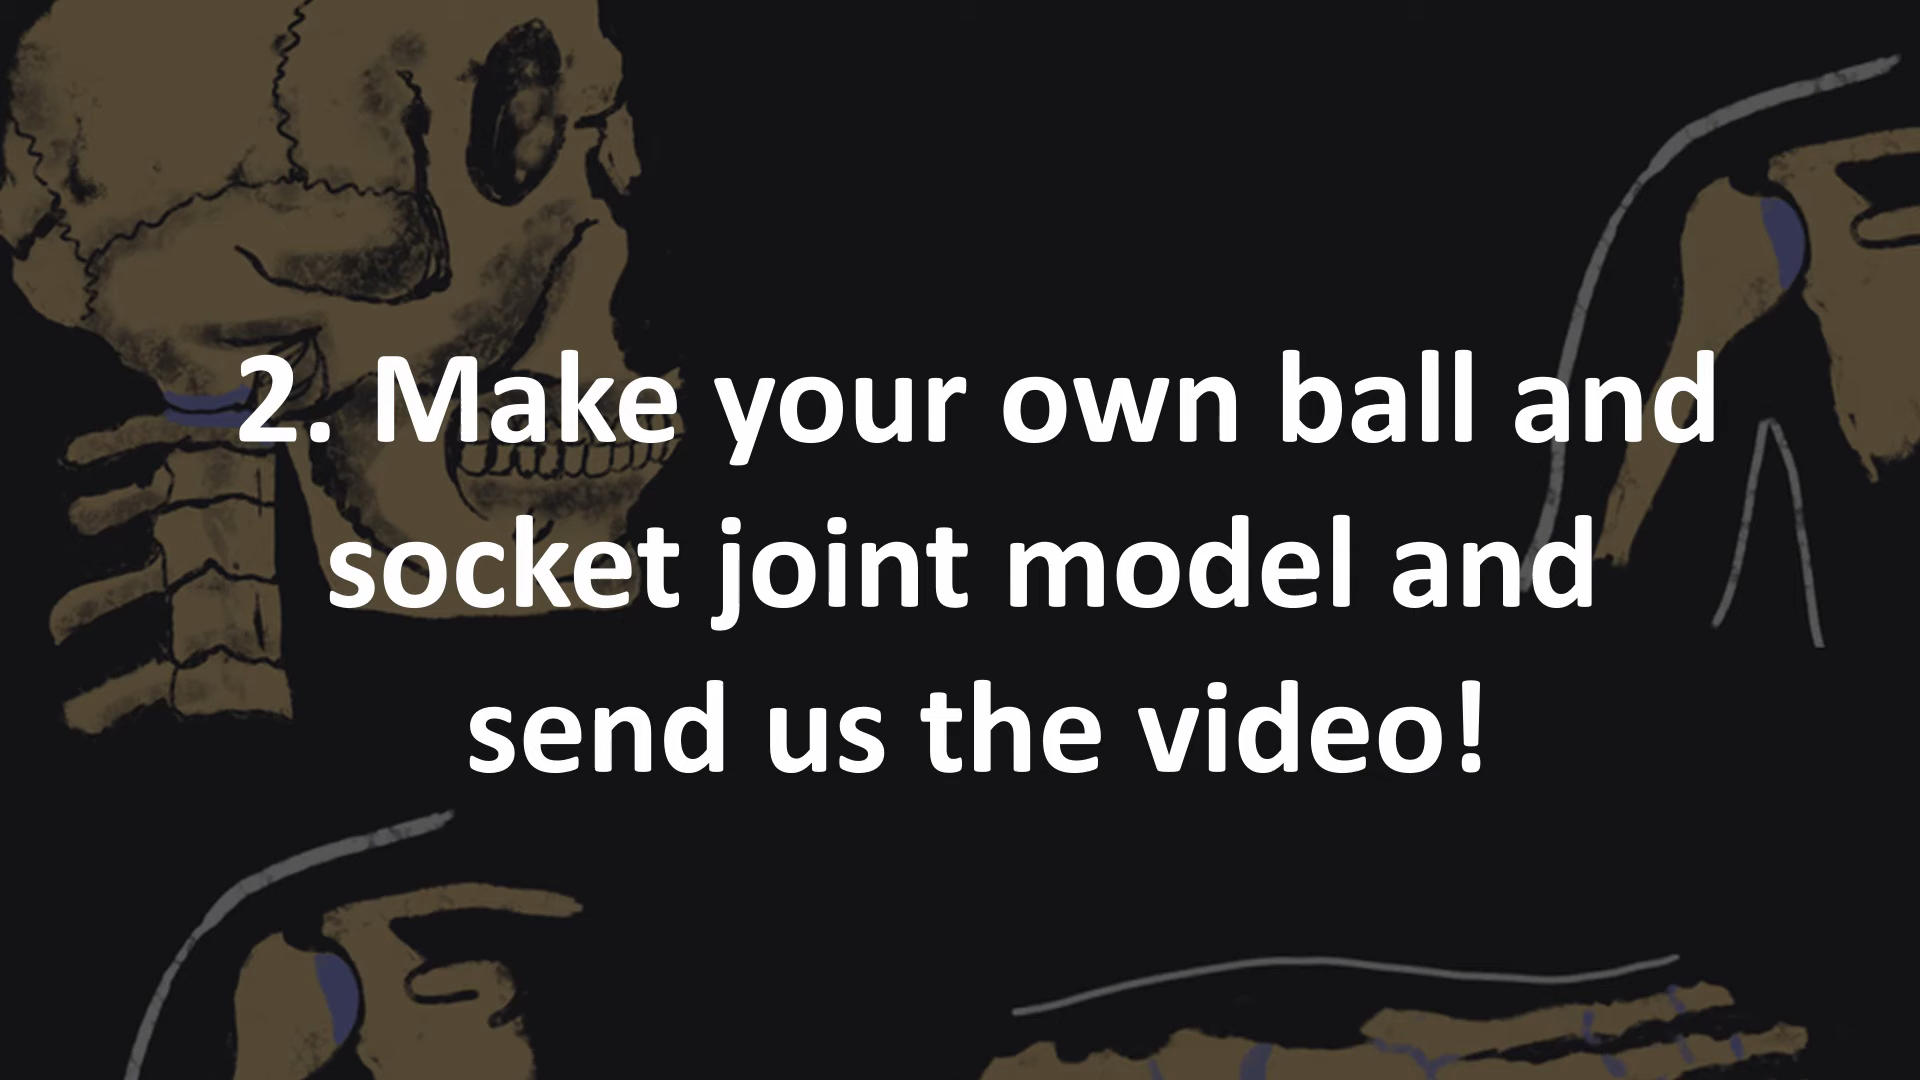 2. Make your own ball and
socket joint model and
send us the video!